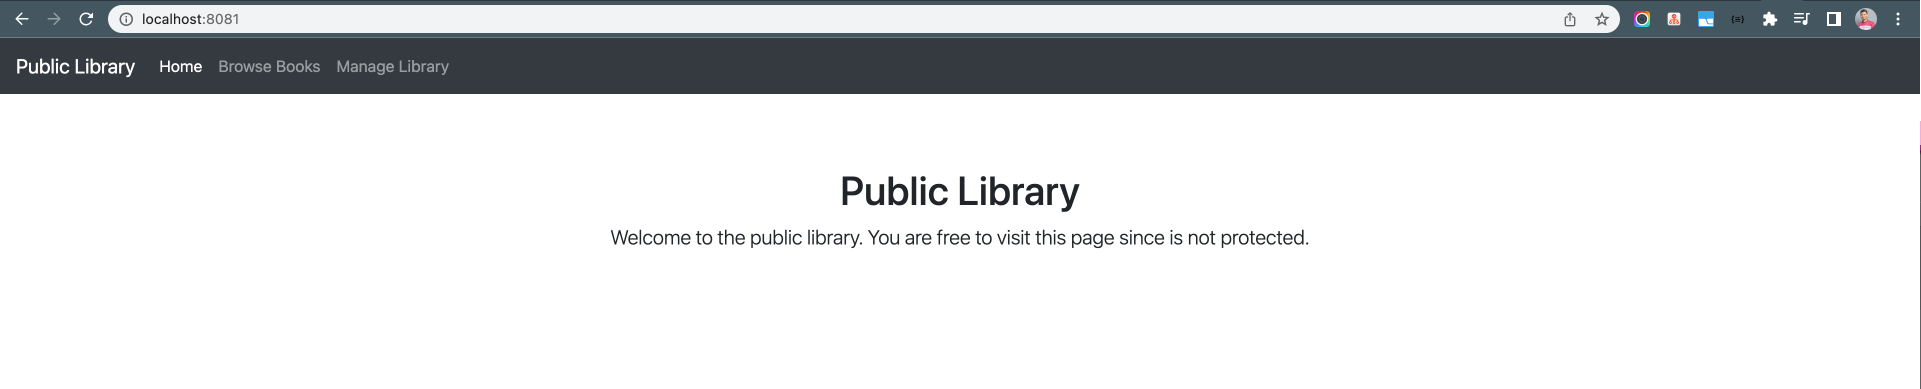 localhost:8081
Public Library Home Browse Books Manage Library
Public Library
Welcome to the public library. You are free to visit this page since is not protected.